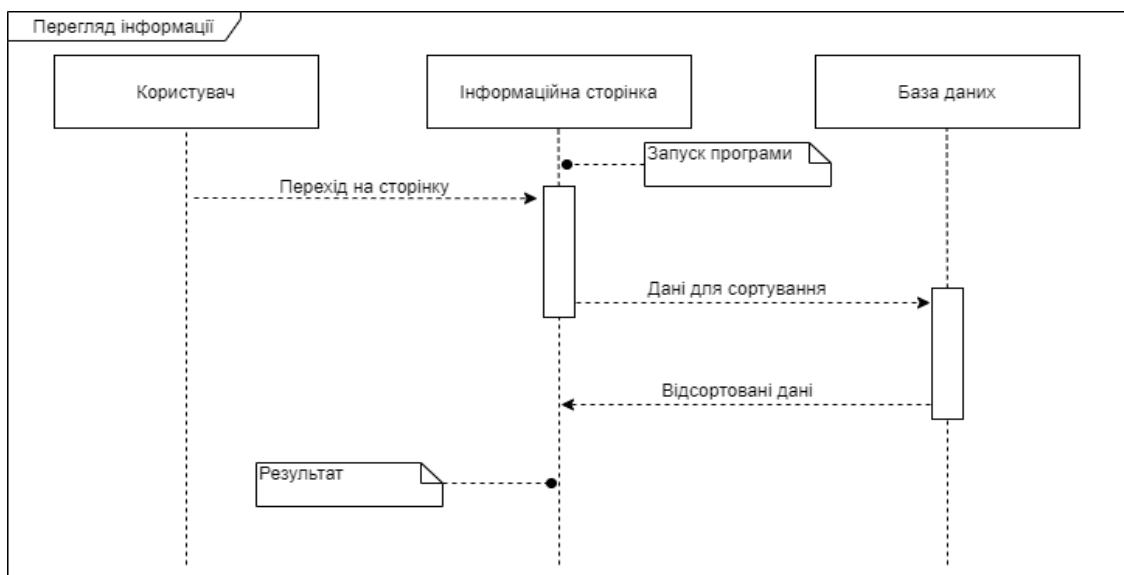 Перегляд інформації
Користувач
Інформаційна сторінка
База даних
Запуск програми
Перехід на сторінку
Дані для сортування
Відсортовані дані
Результат